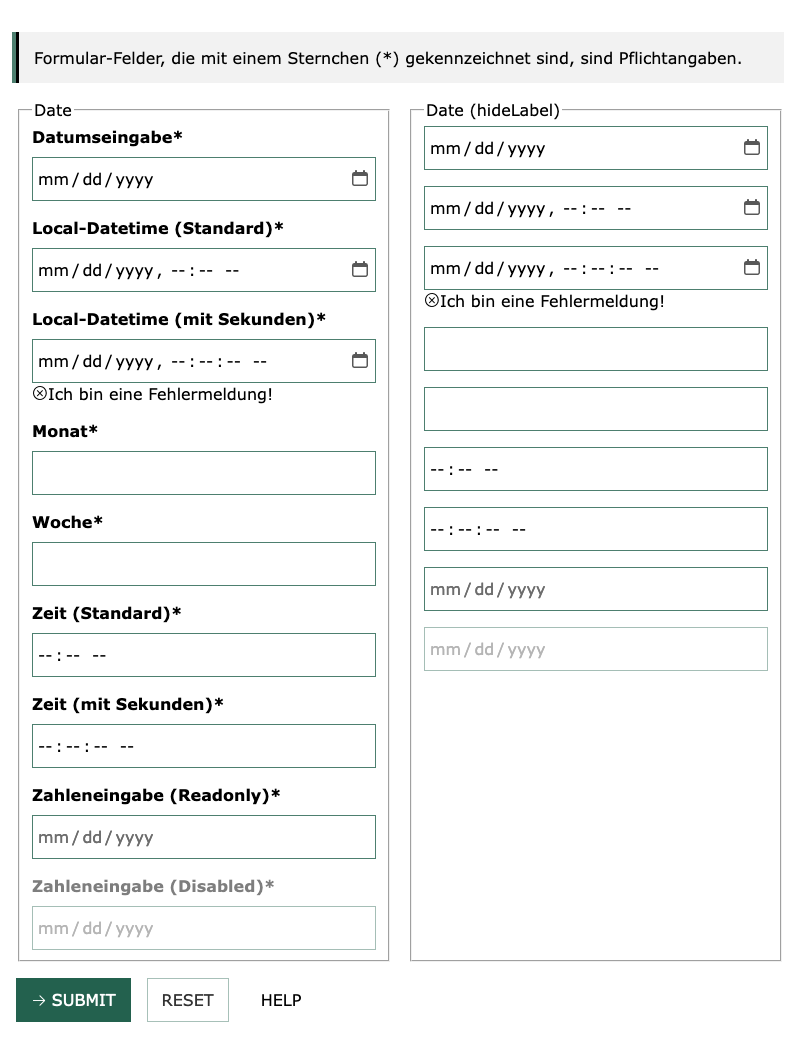 Formular-Felder, die mit einem Sternchen (*) gekennzeichnet sind, sind Pflichtangaben.
Date
Datumseingabe*
mm/dd/yyyy
Local-Datetime (Standard)*
mm/dd/yyyy, --:-- --
Local-Datetime (mit Sekunden)*
mm/dd/yyyy, --:--:-- --
Ich bin eine Fehlermeldung!
Monat*
Woche*
Zeit (Standard)*
--:-- --
Zeit (mit Sekunden)*
--:--:-- --
Zahleneingabe (Readonly)*
mm/dd/yyyy
Zahleneingabe (Disabled)*
mm/dd/yyyy
Date (hideLabel)
mm/dd/yyyy
mm/dd/yyyy, --:-- --
mm/dd/yyyy, --:--:-- --
Ich bin eine Fehlermeldung!
--:-- --
--:--:-- --
mm/dd/yyyy
mm/dd/yyyy
→ SUBMIT RESET HELP